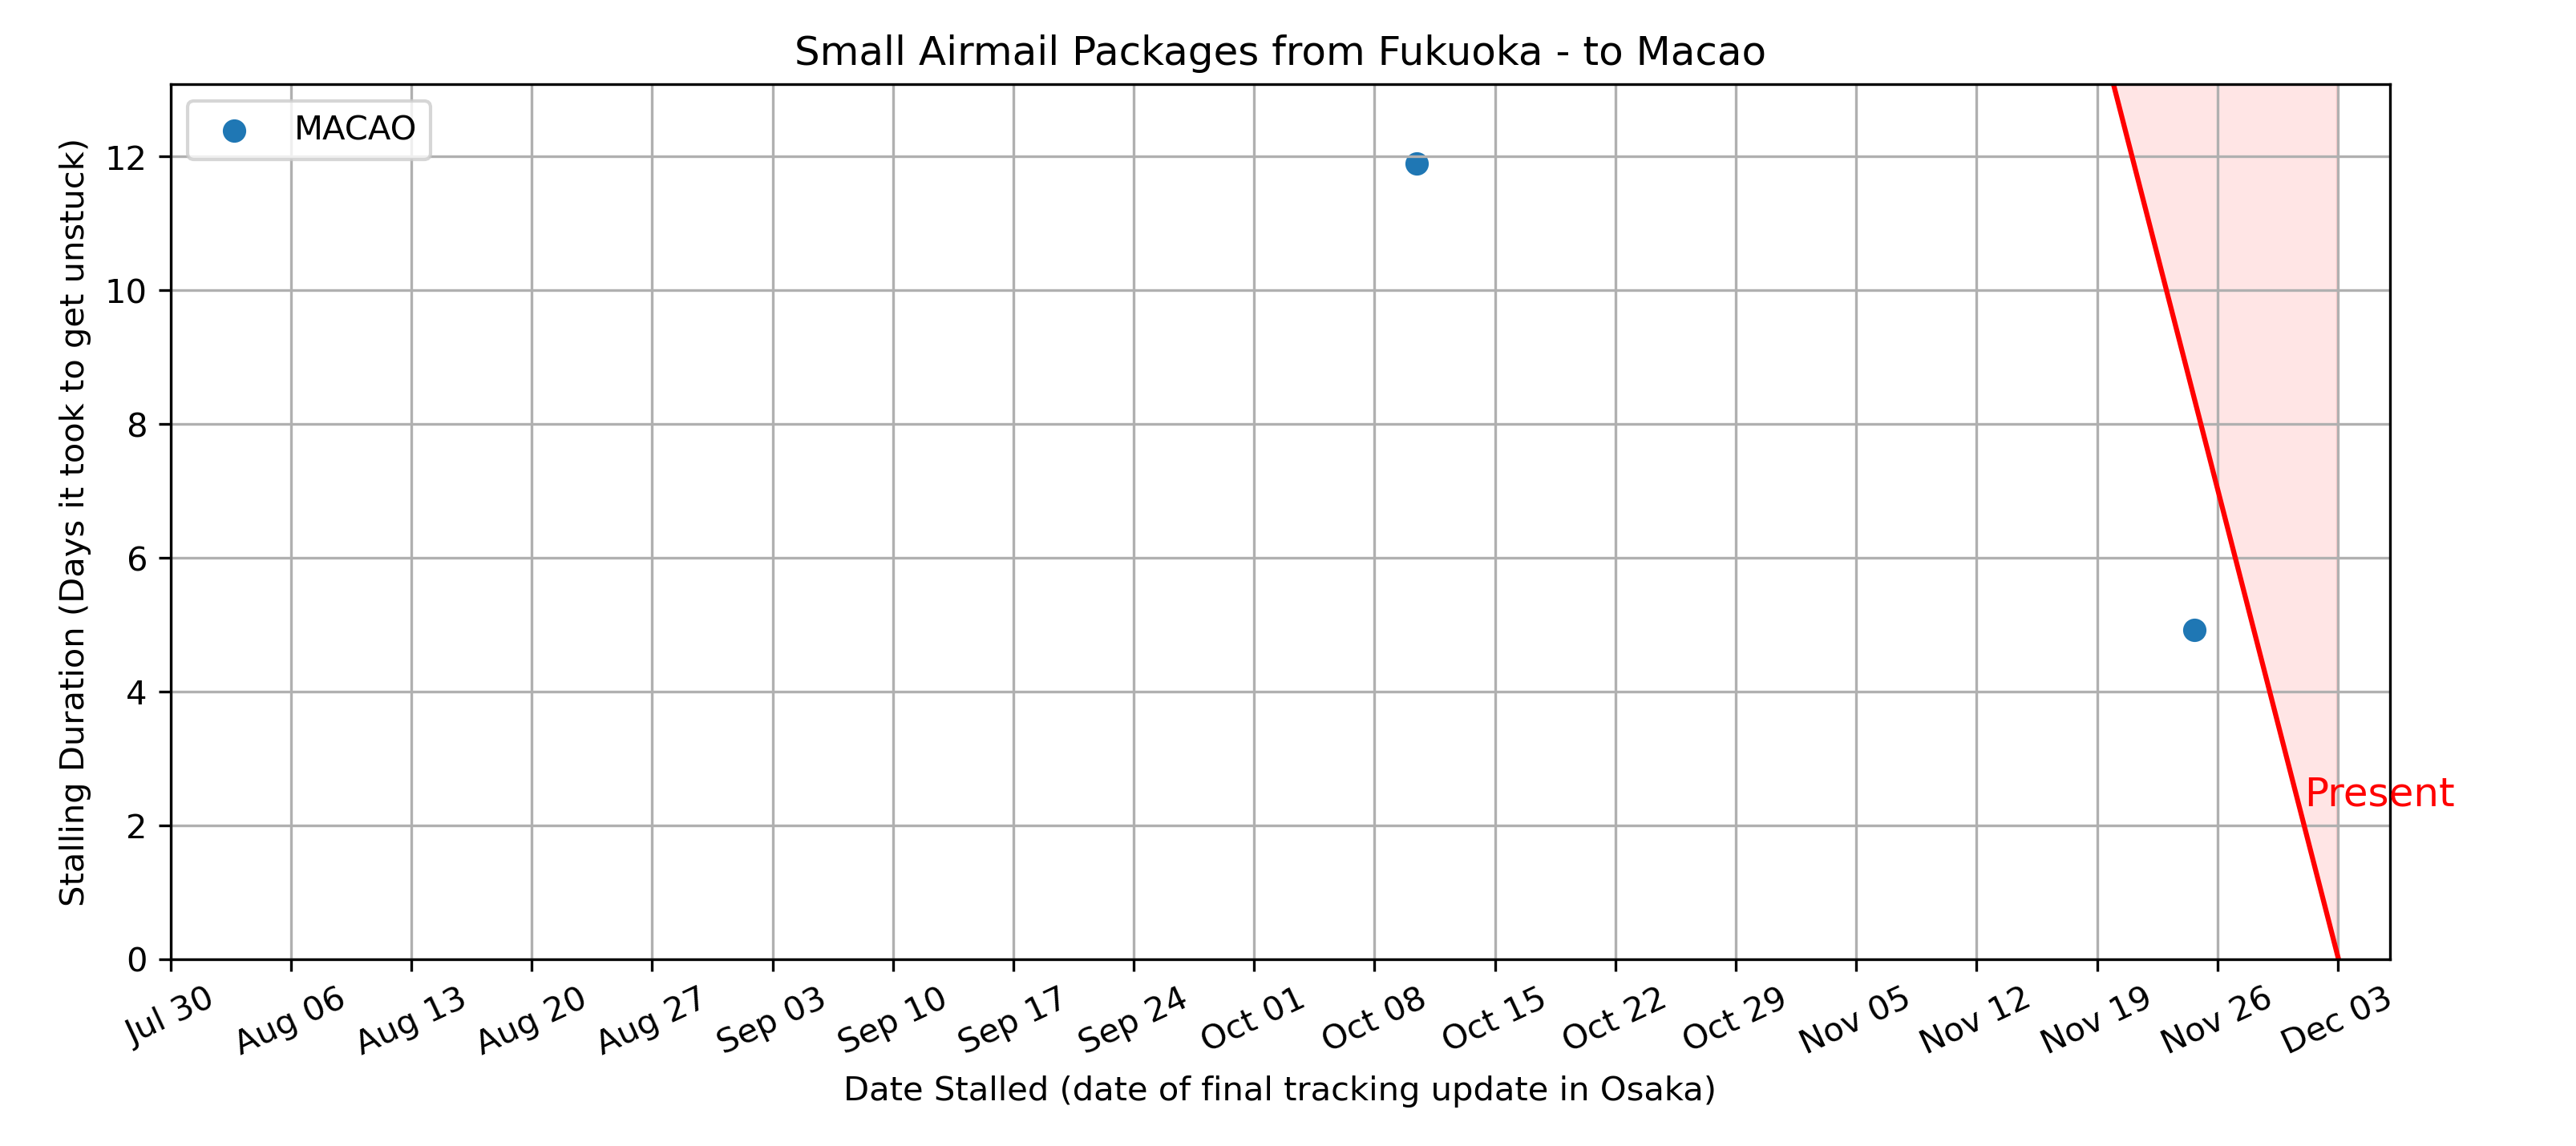 Small Airmail Packages from Fukuoka - to Macao
MACAO
Stalling Duration (Days it took to get unstuck)
12
10
8
6
4
2
0
Present
Jul 30
Aug 06
Aug 13
Aug 20
Aug 27
Sep 03
Sep 10
Sep 17
Sep 24
Oct 01
Oct 08
Oct 15
Oct 22
Oct 29
Nov 05
Nov 12
Nov 19
Nov 26
Dec 03
Date Stalled (date of final tracking update in Osaka)